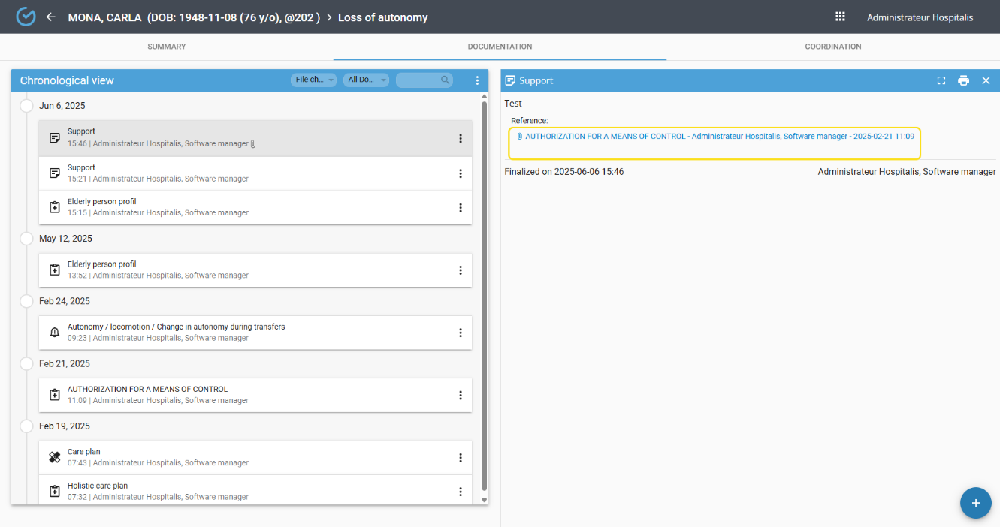 MONA, CARLA (DOB: 1948-11-08 (76 y/o), @202 ) > Loss of autonomy
Administrateur Hospitalis
SUMMARY
DOCUMENTATION
COORDINATION
Chronological view
File ch...
All Do...
Jun 6, 2025
Support
15:46 | Administrateur Hospitalis, Software manager
Support
15:21 | Administrateur Hospitalis, Software manager
Elderly person profil
15:15 | Administrateur Hospitalis, Software manager
May 12, 2025
Elderly person profil
13:52 | Administrateur Hospitalis, Software manager
Feb 24, 2025
Autonomy / locomotion / Change in autonomy during transfers
09:23 | Administrateur Hospitalis, Software manager
Feb 21, 2025
AUTHORIZATION FOR A MEANS OF CONTROL
11:09 | Administrateur Hospitalis, Software manager
Feb 19, 2025
Care plan
07:43 | Administrateur Hospitalis, Software manager
Holistic care plan
07:32 | Administrateur Hospitalis, Software manager
Support
Test
Reference:
AUTHORIZATION FOR A MEANS OF CONTROL - Administrateur Hospitalis, Software manager - 2025-02-21 11:09
Finalized on 2025-06-06 15:46
Administrateur Hospitalis, Software manager